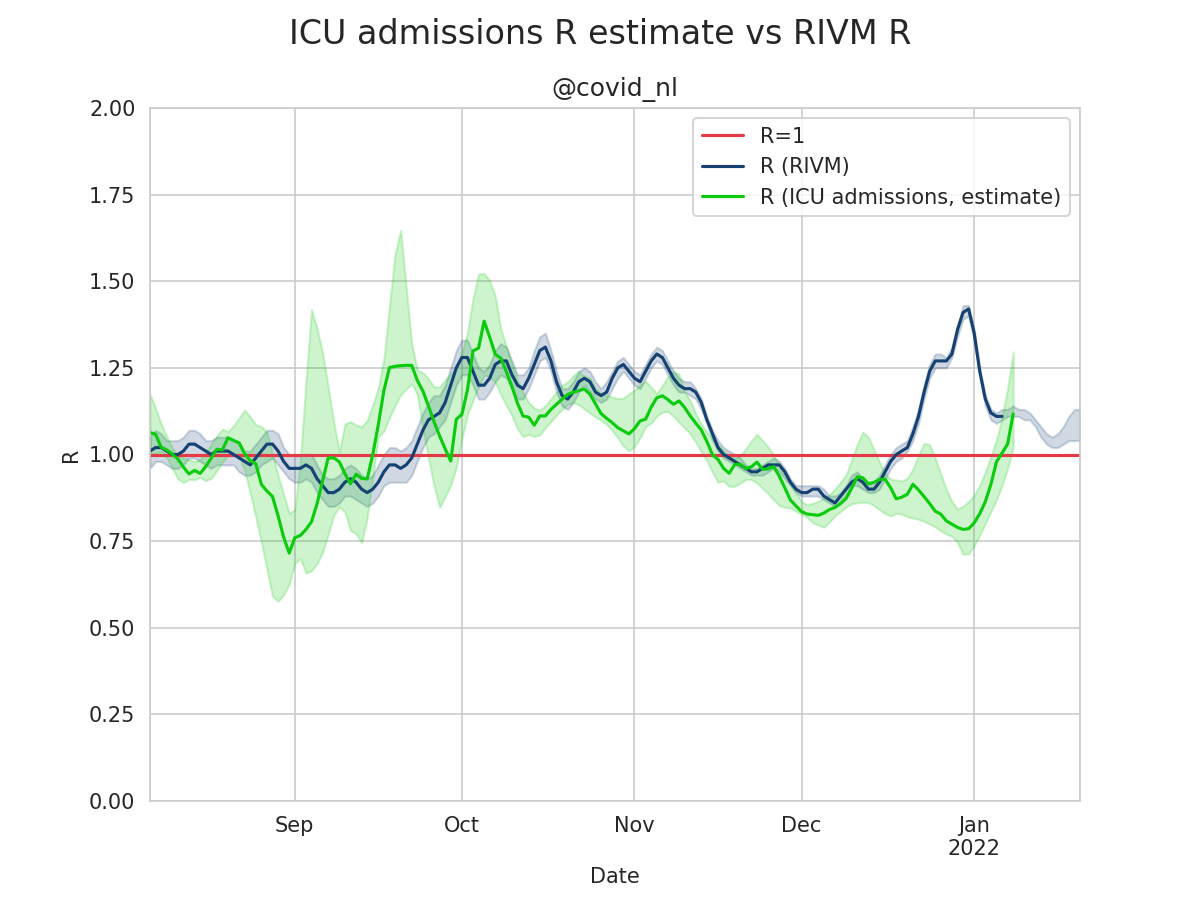 ICU admissions R estimate vs RIVM R
@covid_nl
R=1
R (RIVM)
R (ICU admissions, estimate)
2.00
1.75
1.50
1.25
1.00
0.75
0.50
0.25
0.00
R
Sep
Oct
Nov
Dec
Jan
2022
Date